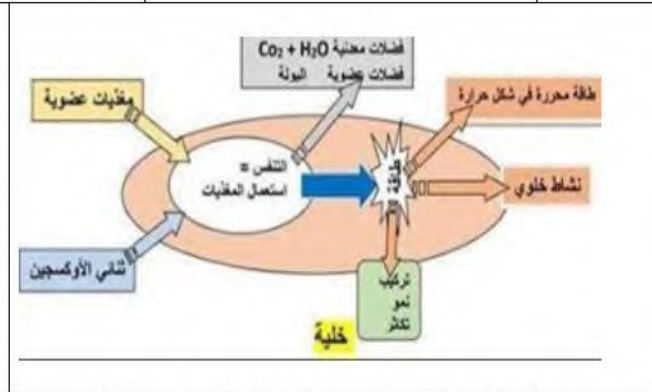 فضلات معدنية Co₂ + H₂O
فضلات عضوية البولة
مغذيات عضوية
طاقة محررة في شكل حرارة
التنفس =
استعمال المغذيات
طاقة
نشاط خلوي
ثنائي الأوكسجين
تركيب
نمو
تكاثر
خلية